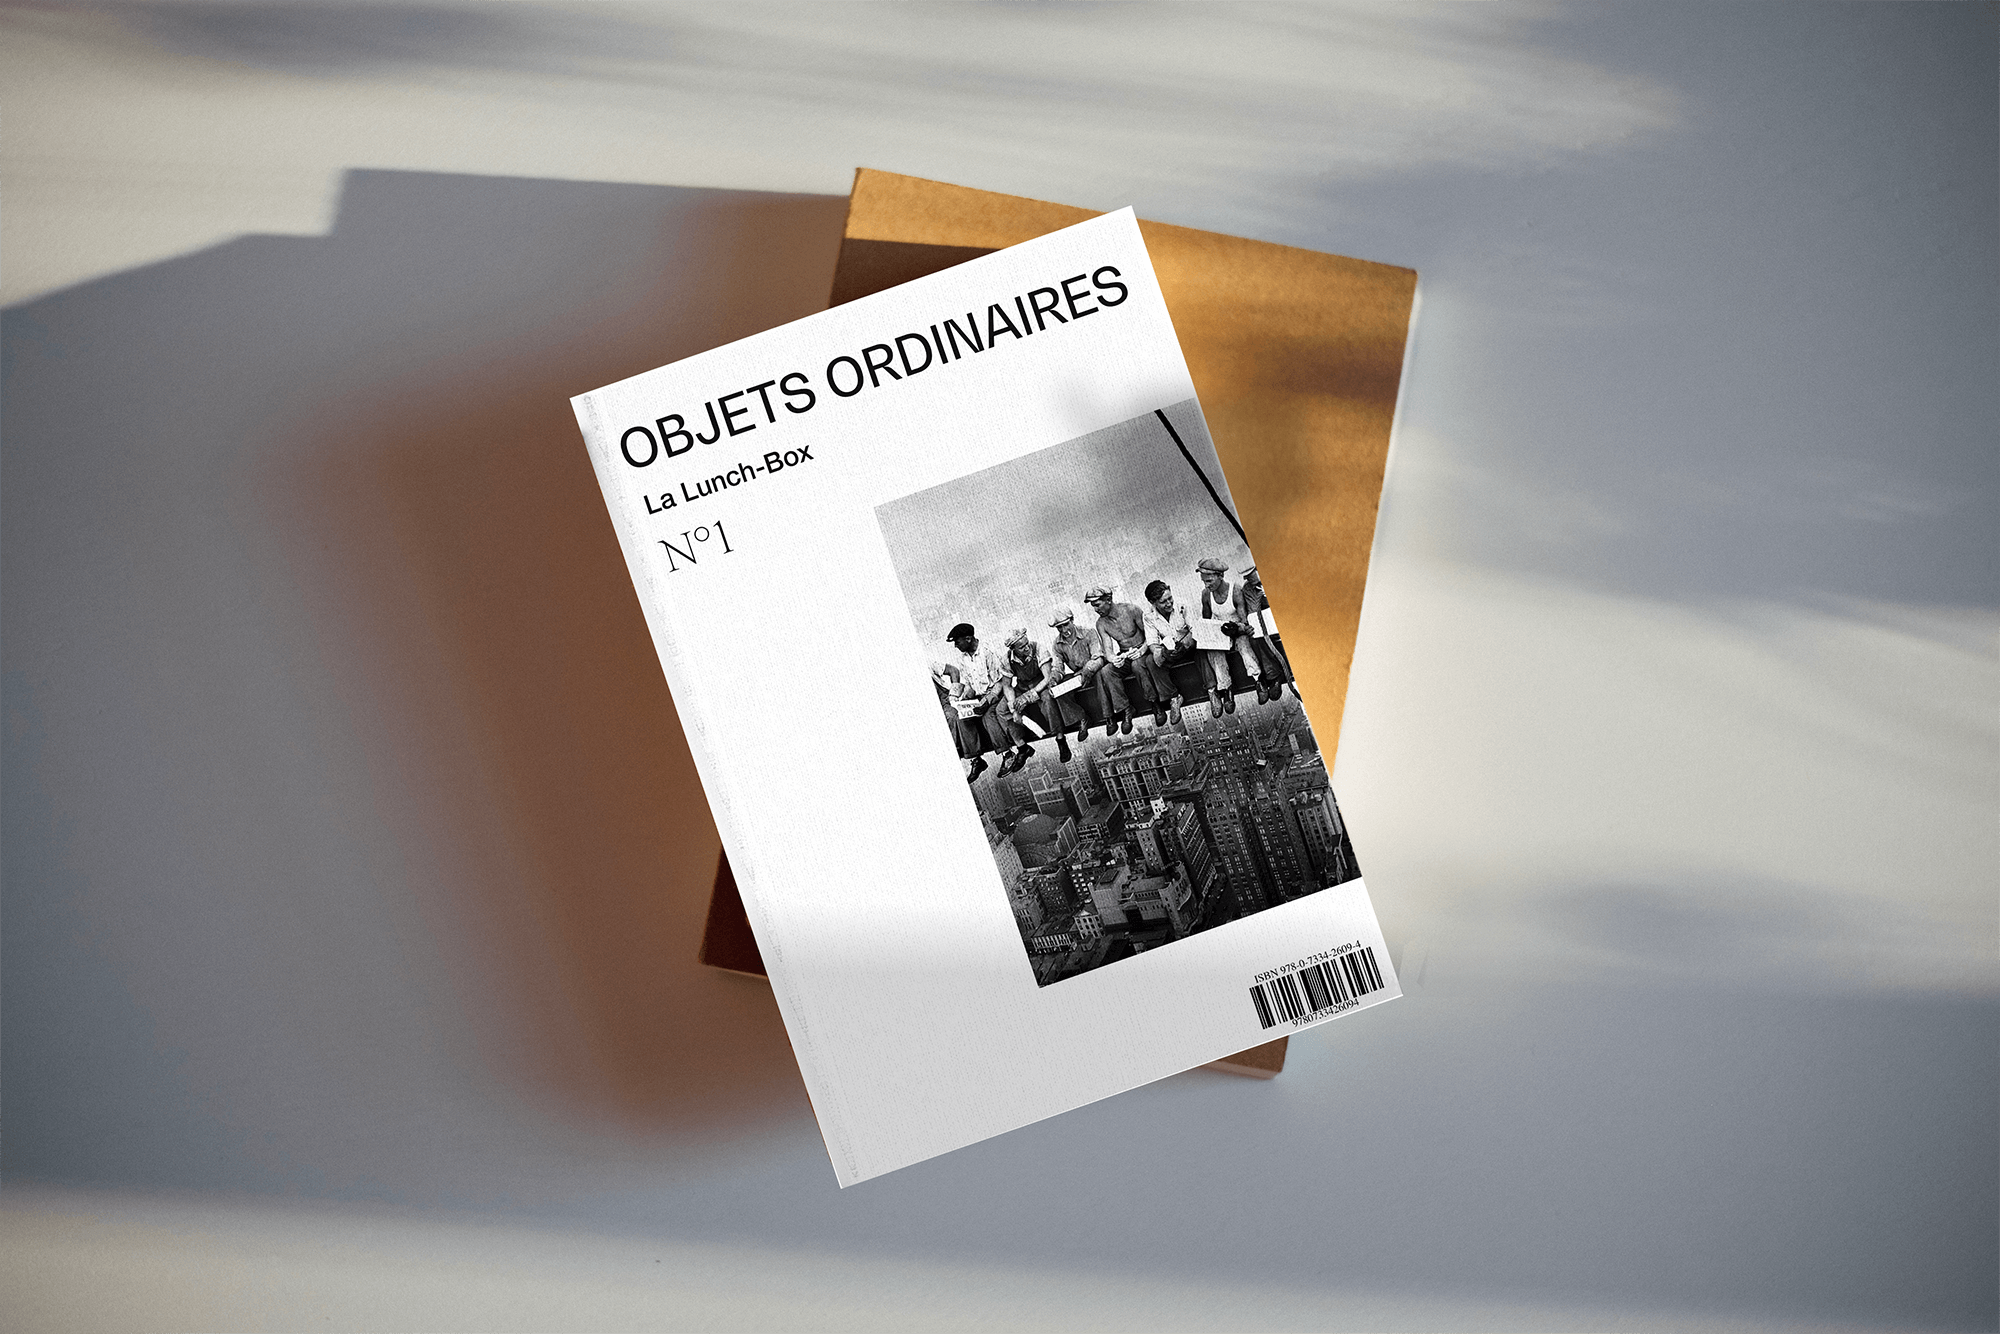 OBJETS ORDINAIRES
La Lunch-Box
N°1
ISBN 978-0-7334-2609-4
9780733426094